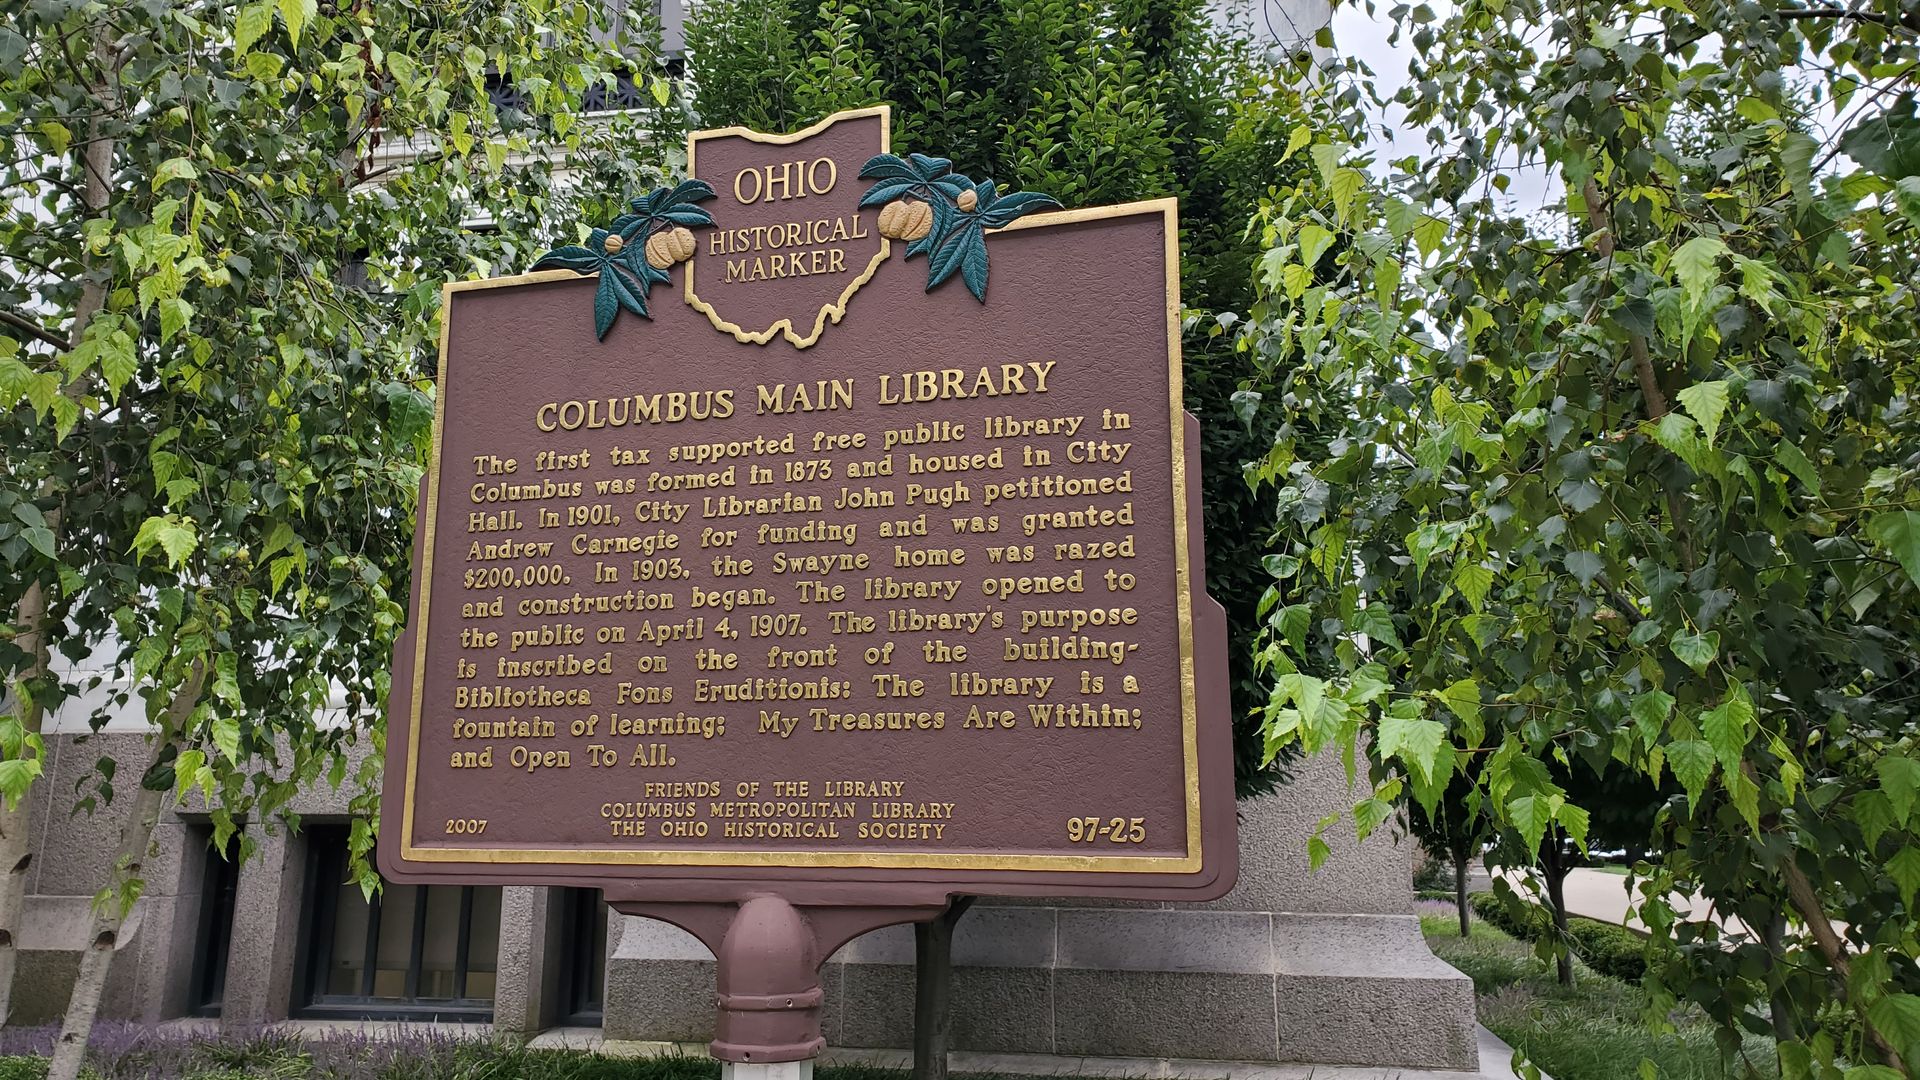 OHIO
HISTORICAL
MARKER
COLUMBUS MAIN LIBRARY
The first tax supported free public library in
Columbus was formed in 1873 and housed in City
Hall. In 1901, City Librarian John Pugh petitioned
Andrew Carnegie for funding and was granted
$200,000. In 1903, the Swayne home was razed
and construction began. The library opened to
the public on April 4, 1907. The library's purpose
is inscribed on the front of the building-
Bibliotheca Fons Eruditionis: The library is a
fountain of learning; My Treasures Are Within;
and Open To All.
FRIENDS OF THE LIBRARY
COLUMBUS METROPOLITAN LIBRARY
THE OHIO HISTORICAL SOCIETY
2007
97-25